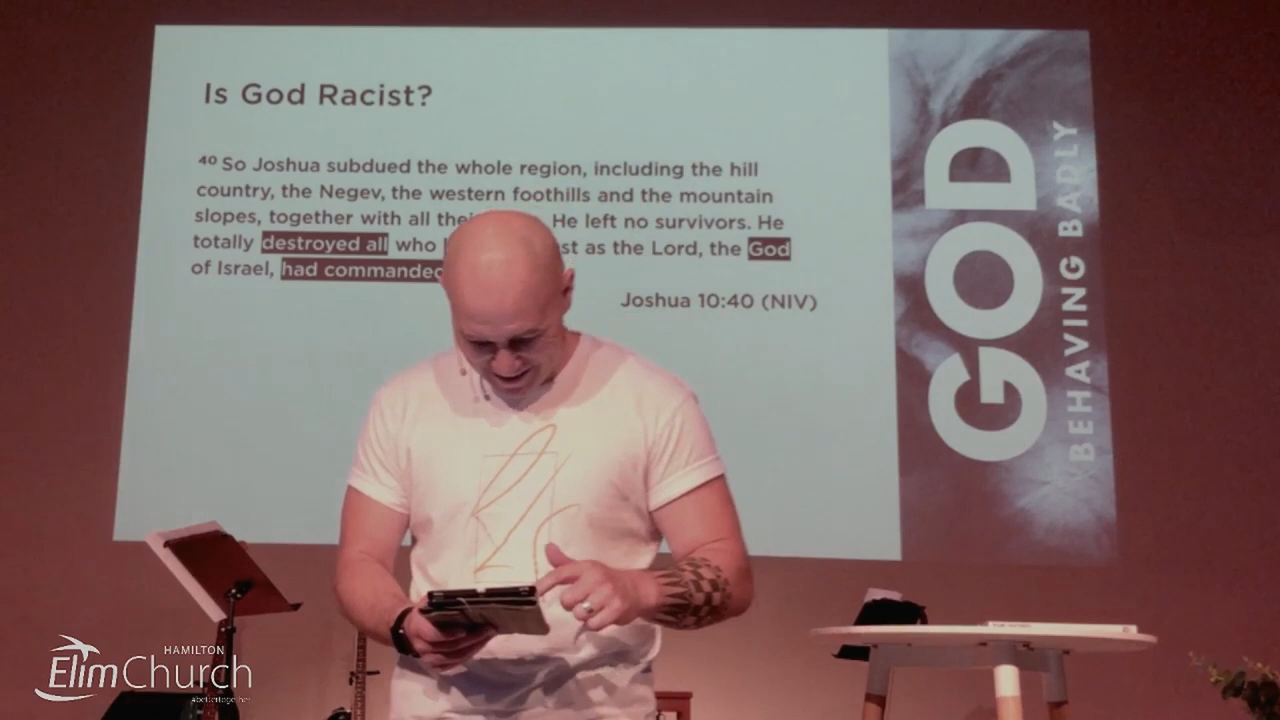 Is God Racist?
40 So Joshua subdued the whole region, including the hill
country, the Negev, the western foothills and the mountain
slopes, together with all He left no survivors. He
totally destroyed all who as the Lord, the God
of Israel, had commanded
Joshua 10:40 (NIV)
GOD
BEHAVING BADLY
HAMILTON
ElimChurch
#bettertogether